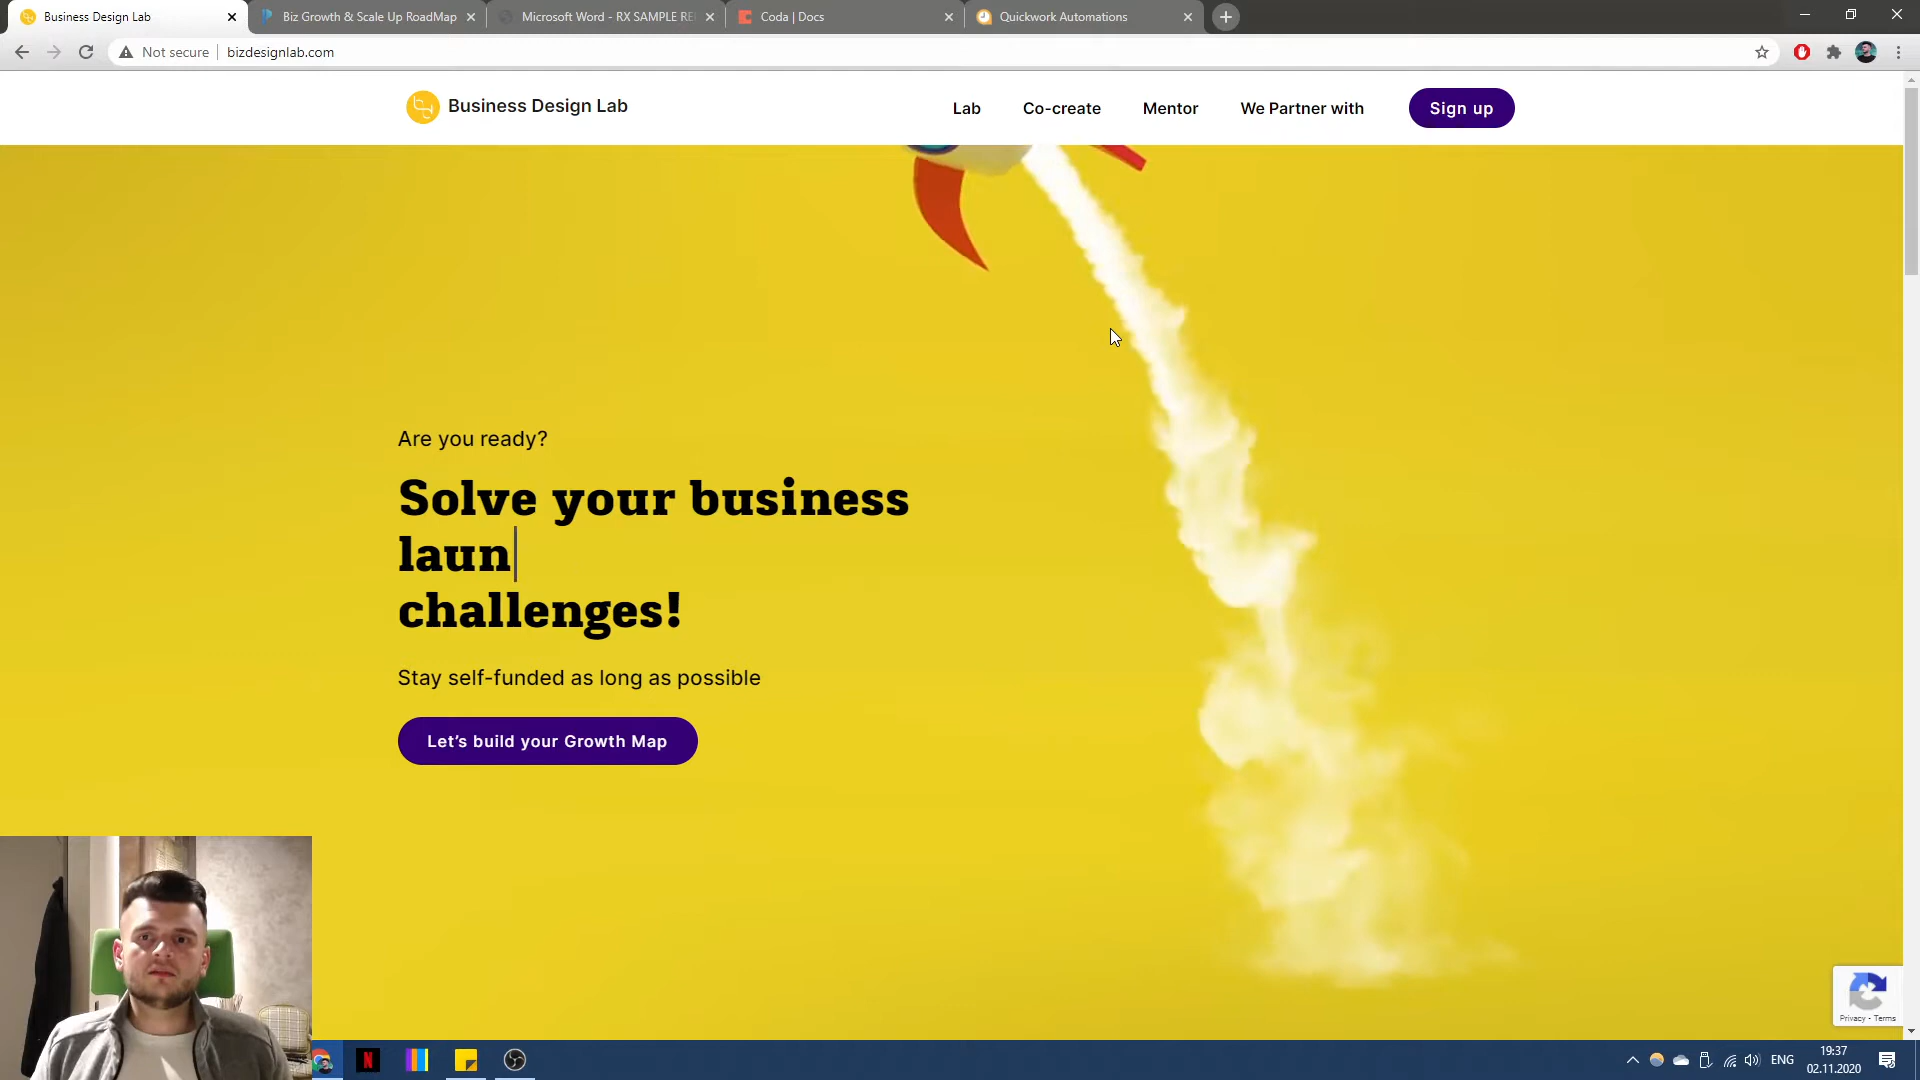 Business Design Lab
Biz Growth & Scale Up RoadMap
Microsoft Word - RX SAMPLE RE
Coda | Docs
Quickwork Automations
Not secure
bizdesignlab.com
Business Design Lab
Lab
Co-create
Mentor
We Partner with
Sign up
Are you ready?
Solve your business
laun
challenges!
Stay self-funded as long as possible
Let's build your Growth Map
Privacy - Terms
ENG
19:37
02.11.2020